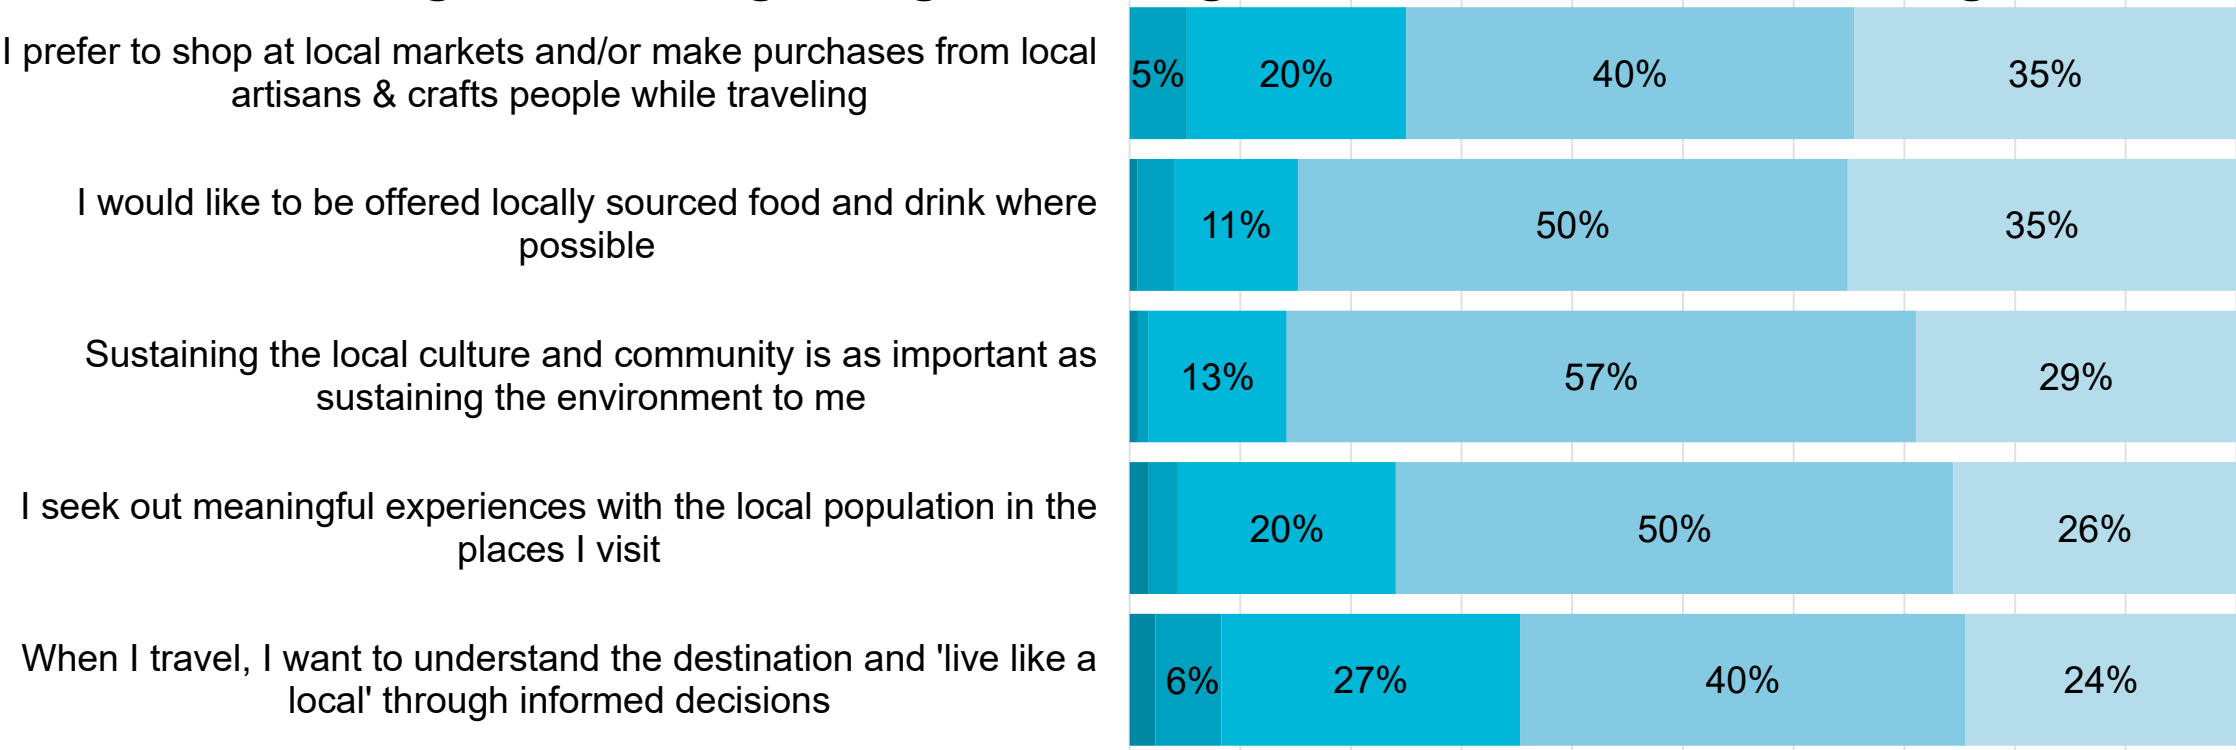 I prefer to shop at local markets and/or make purchases from local
artisans & crafts people while traveling
5% 20% 40% 35%
I would like to be offered locally sourced food and drink where
possible
11% 50% 35%
Sustaining the local culture and community is as important as
sustaining the environment to me
13% 57% 29%
I seek out meaningful experiences with the local population in the
places I visit
20% 50% 26%
When I travel, I want to understand the destination and 'live like a
local' through informed decisions
6% 27% 40% 24%